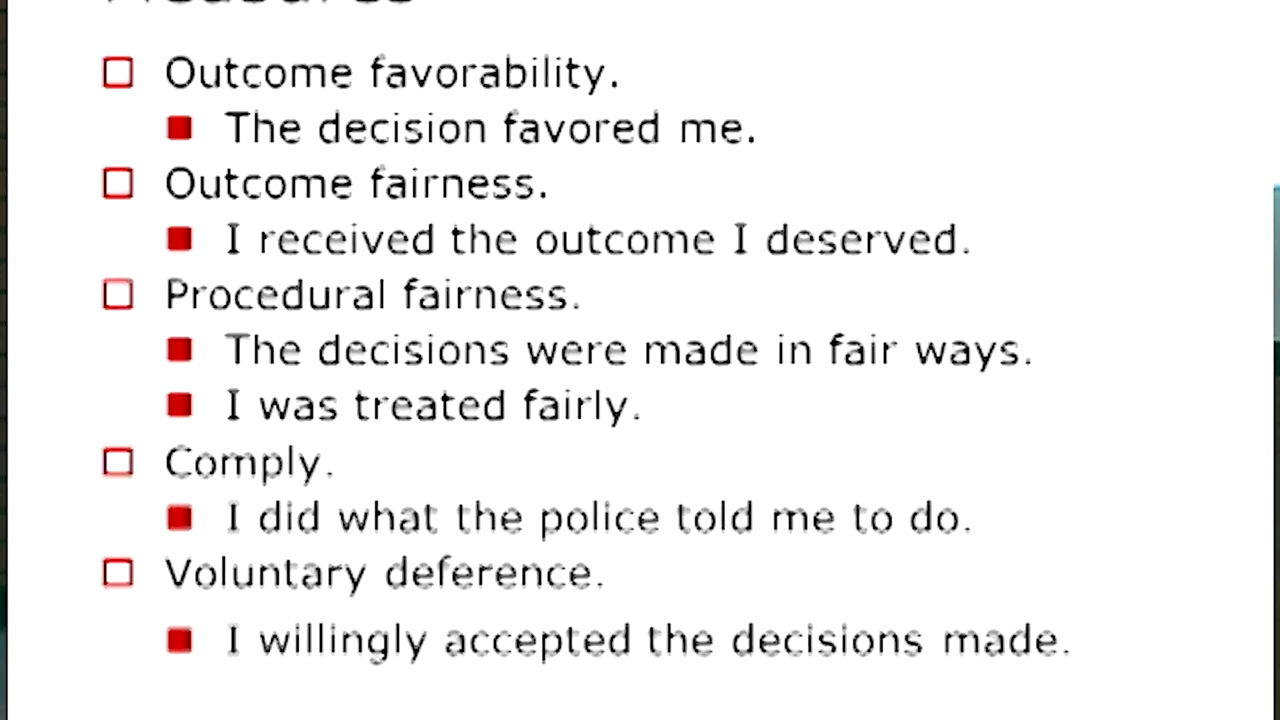 Outcome favorability.
The decision favored me.
Outcome fairness.
I received the outcome I deserved.
Procedural fairness.
The decisions were made in fair ways.
I was treated fairly.
Comply.
I did what the police told me to do.
Voluntary deference.
I willingly accepted the decisions made.